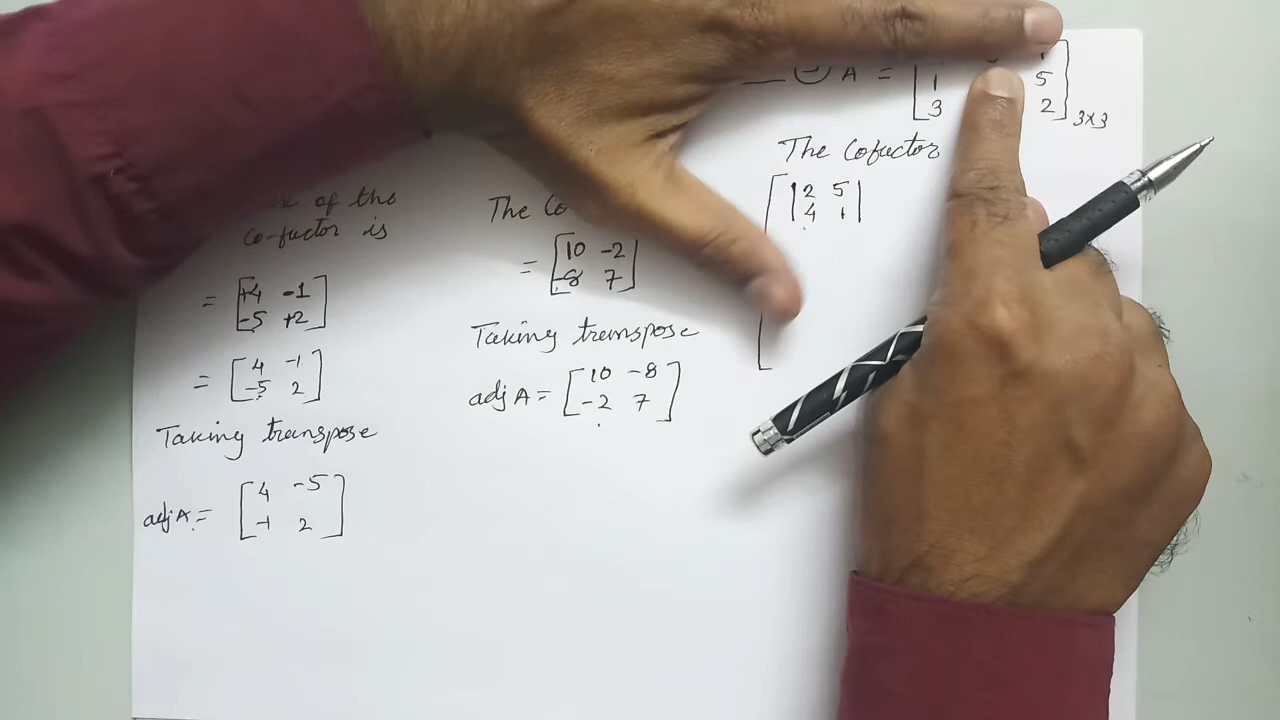 of the
co-factor is
= [+4 -1
-5 +2]
= [4 -1
-5 2]
Taking transpose
adj A = [4 -5
-1 2]
The Co
= [10 -2
-8 7]
Taking transpose
adj A = [10 -8
-2 7]
A = [
1 5
3 2] 3x3
The Cofactor
[|2 5|
|4 1|